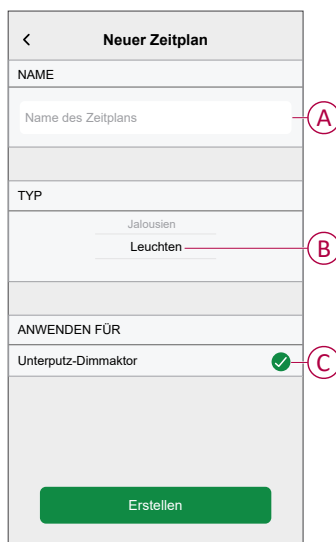 Neuer Zeitplan
NAME
Name des Zeitplans
A
TYP
Jalousien
Leuchten
B
ANWENDEN FÜR
Unterputz-Dimmaktor
C
Erstellen